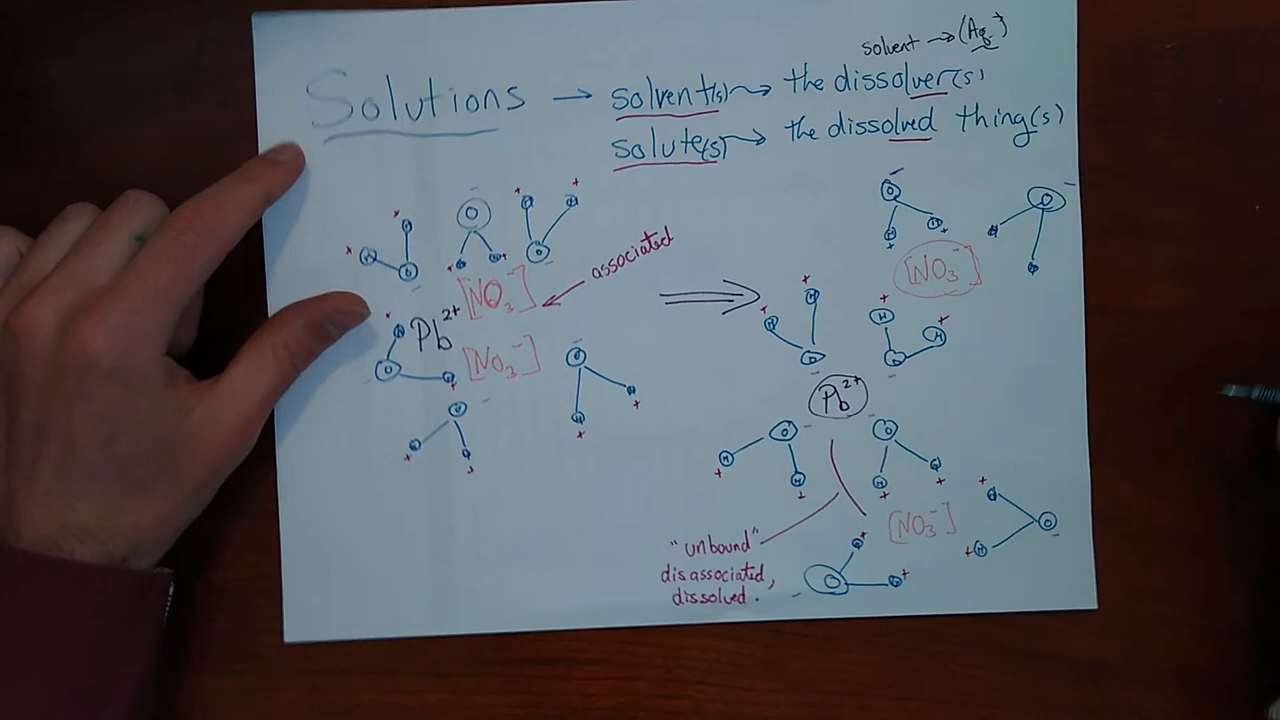 solvent → (Aq)
Solutions → solvent(s) → the dissolver(s)
solute(s) → the dissolved thing(s)
associated
[NO₃⁻]
Pb²⁺
[NO₃⁻]
[NO₃⁻]
Pb²⁺
[NO₃⁻]
"unbound"
disassociated,
dissolved.